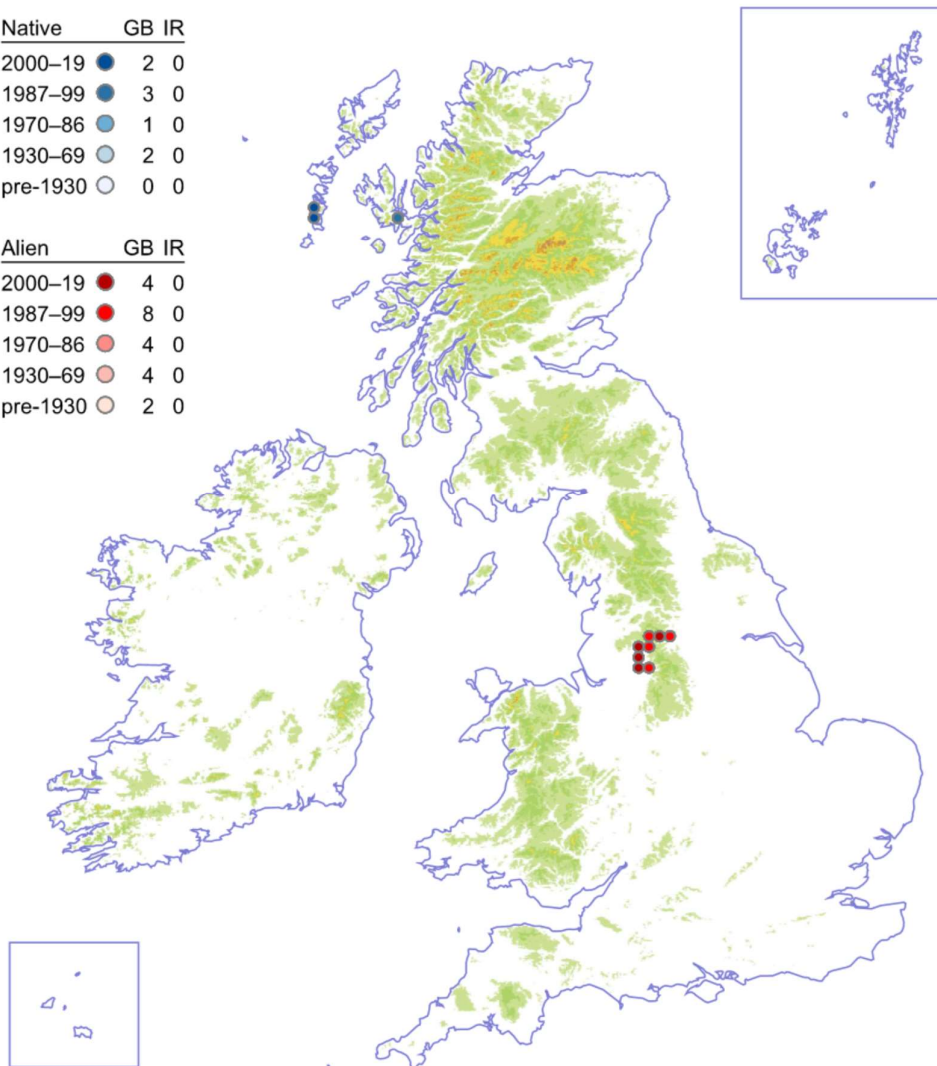 Native GB IR
2000–19 2 0
1987–99 3 0
1970–86 1 0
1930–69 2 0
pre-1930 0 0
Alien GB IR
2000–19 4 0
1987–99 8 0
1970–86 4 0
1930–69 4 0
pre-1930 2 0